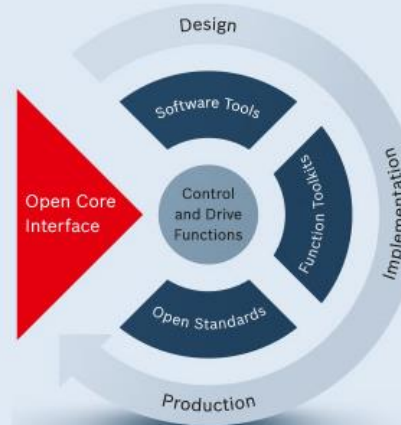 Design
Software Tools
Open Core
Interface
Control
and Drive
Functions
Function Toolkits
Implementation
Open Standards
Production